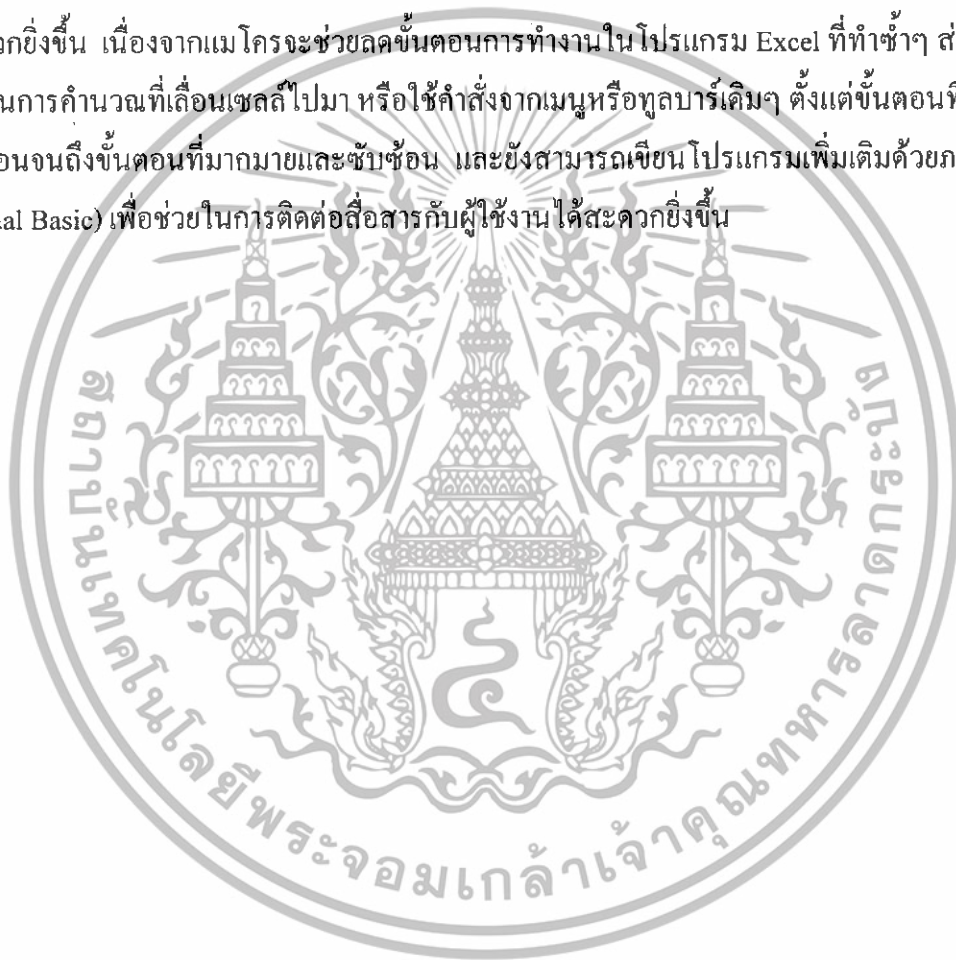 วกยิ่งขึ้น เนื่องจากแมโครจะช่วยลดขั้นตอนการทำงานในโปรแกรม Excel ที่ทำซ้ำๆ ส่
นการคำนวณที่เลื่อนเซลล์ไปมา หรือใช้คำสั่งจากเมนูหรือทูลบาร์เดิมๆ ตั้งแต่ขั้นตอนที
อนจนถึงขั้นตอนที่มากมายและซับซ้อน และยังสามารถเขียนโปรแกรมเพิ่มเติมด้วยภ
al Basic) เพื่อช่วยในการติดต่อสื่อสารกับผู้ใช้งานได้สะดวกยิ่งขึ้น
สถาบันเทคโนโลยีพระจอมเกล้าเจ้าคุณทหารลาดกระบัง
๔